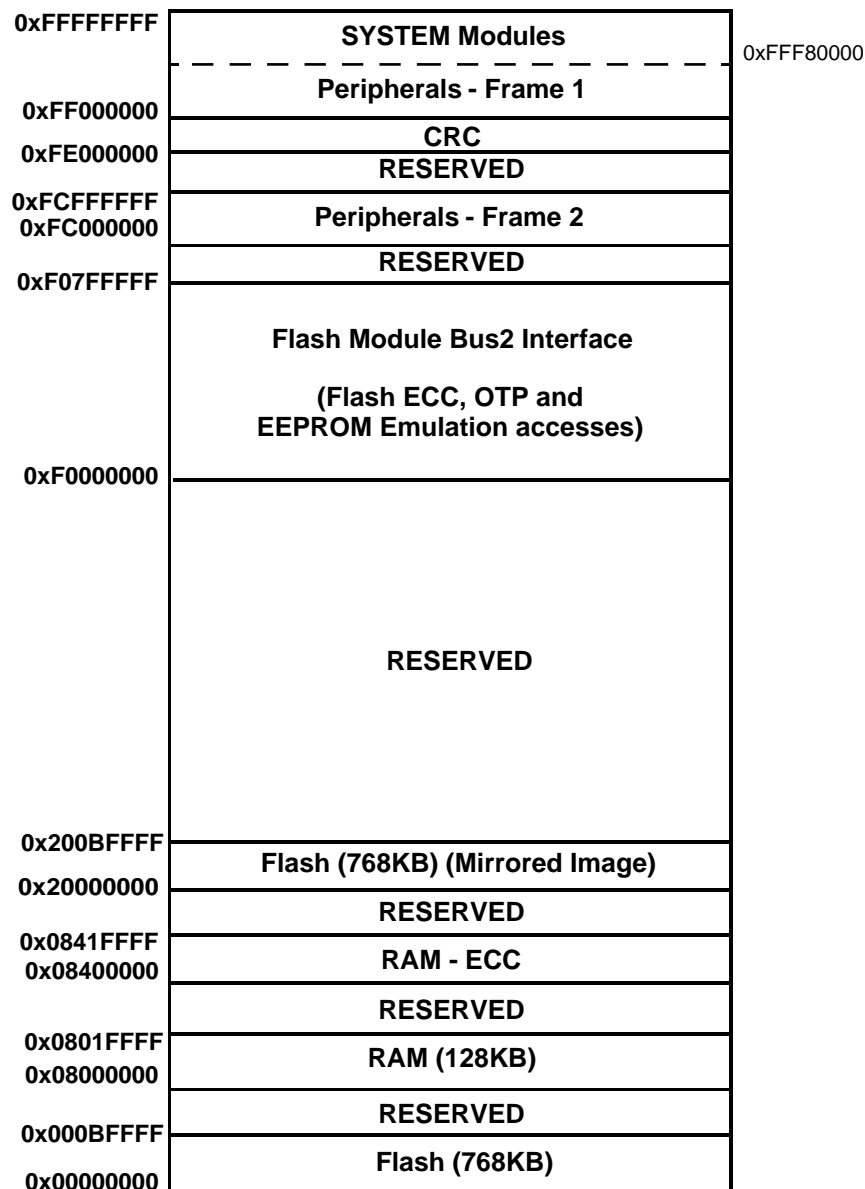 0xFFFFFFFF
SYSTEM Modules
0xFFF80000
Peripherals - Frame 1
0xFF000000
CRC
0xFE000000
RESERVED
0xFCFFFFFF
Peripherals - Frame 2
0xFC000000
RESERVED
0xF07FFFFF
Flash Module Bus2 Interface
(Flash ECC, OTP and
EEPROM Emulation accesses)
0xF0000000
RESERVED
0x200BFFFF
Flash (768KB) (Mirrored Image)
0x20000000
RESERVED
0x0841FFFF
RAM - ECC
0x08400000
RESERVED
0x0801FFFF
RAM (128KB)
0x08000000
RESERVED
0x000BFFFF
Flash (768KB)
0x00000000